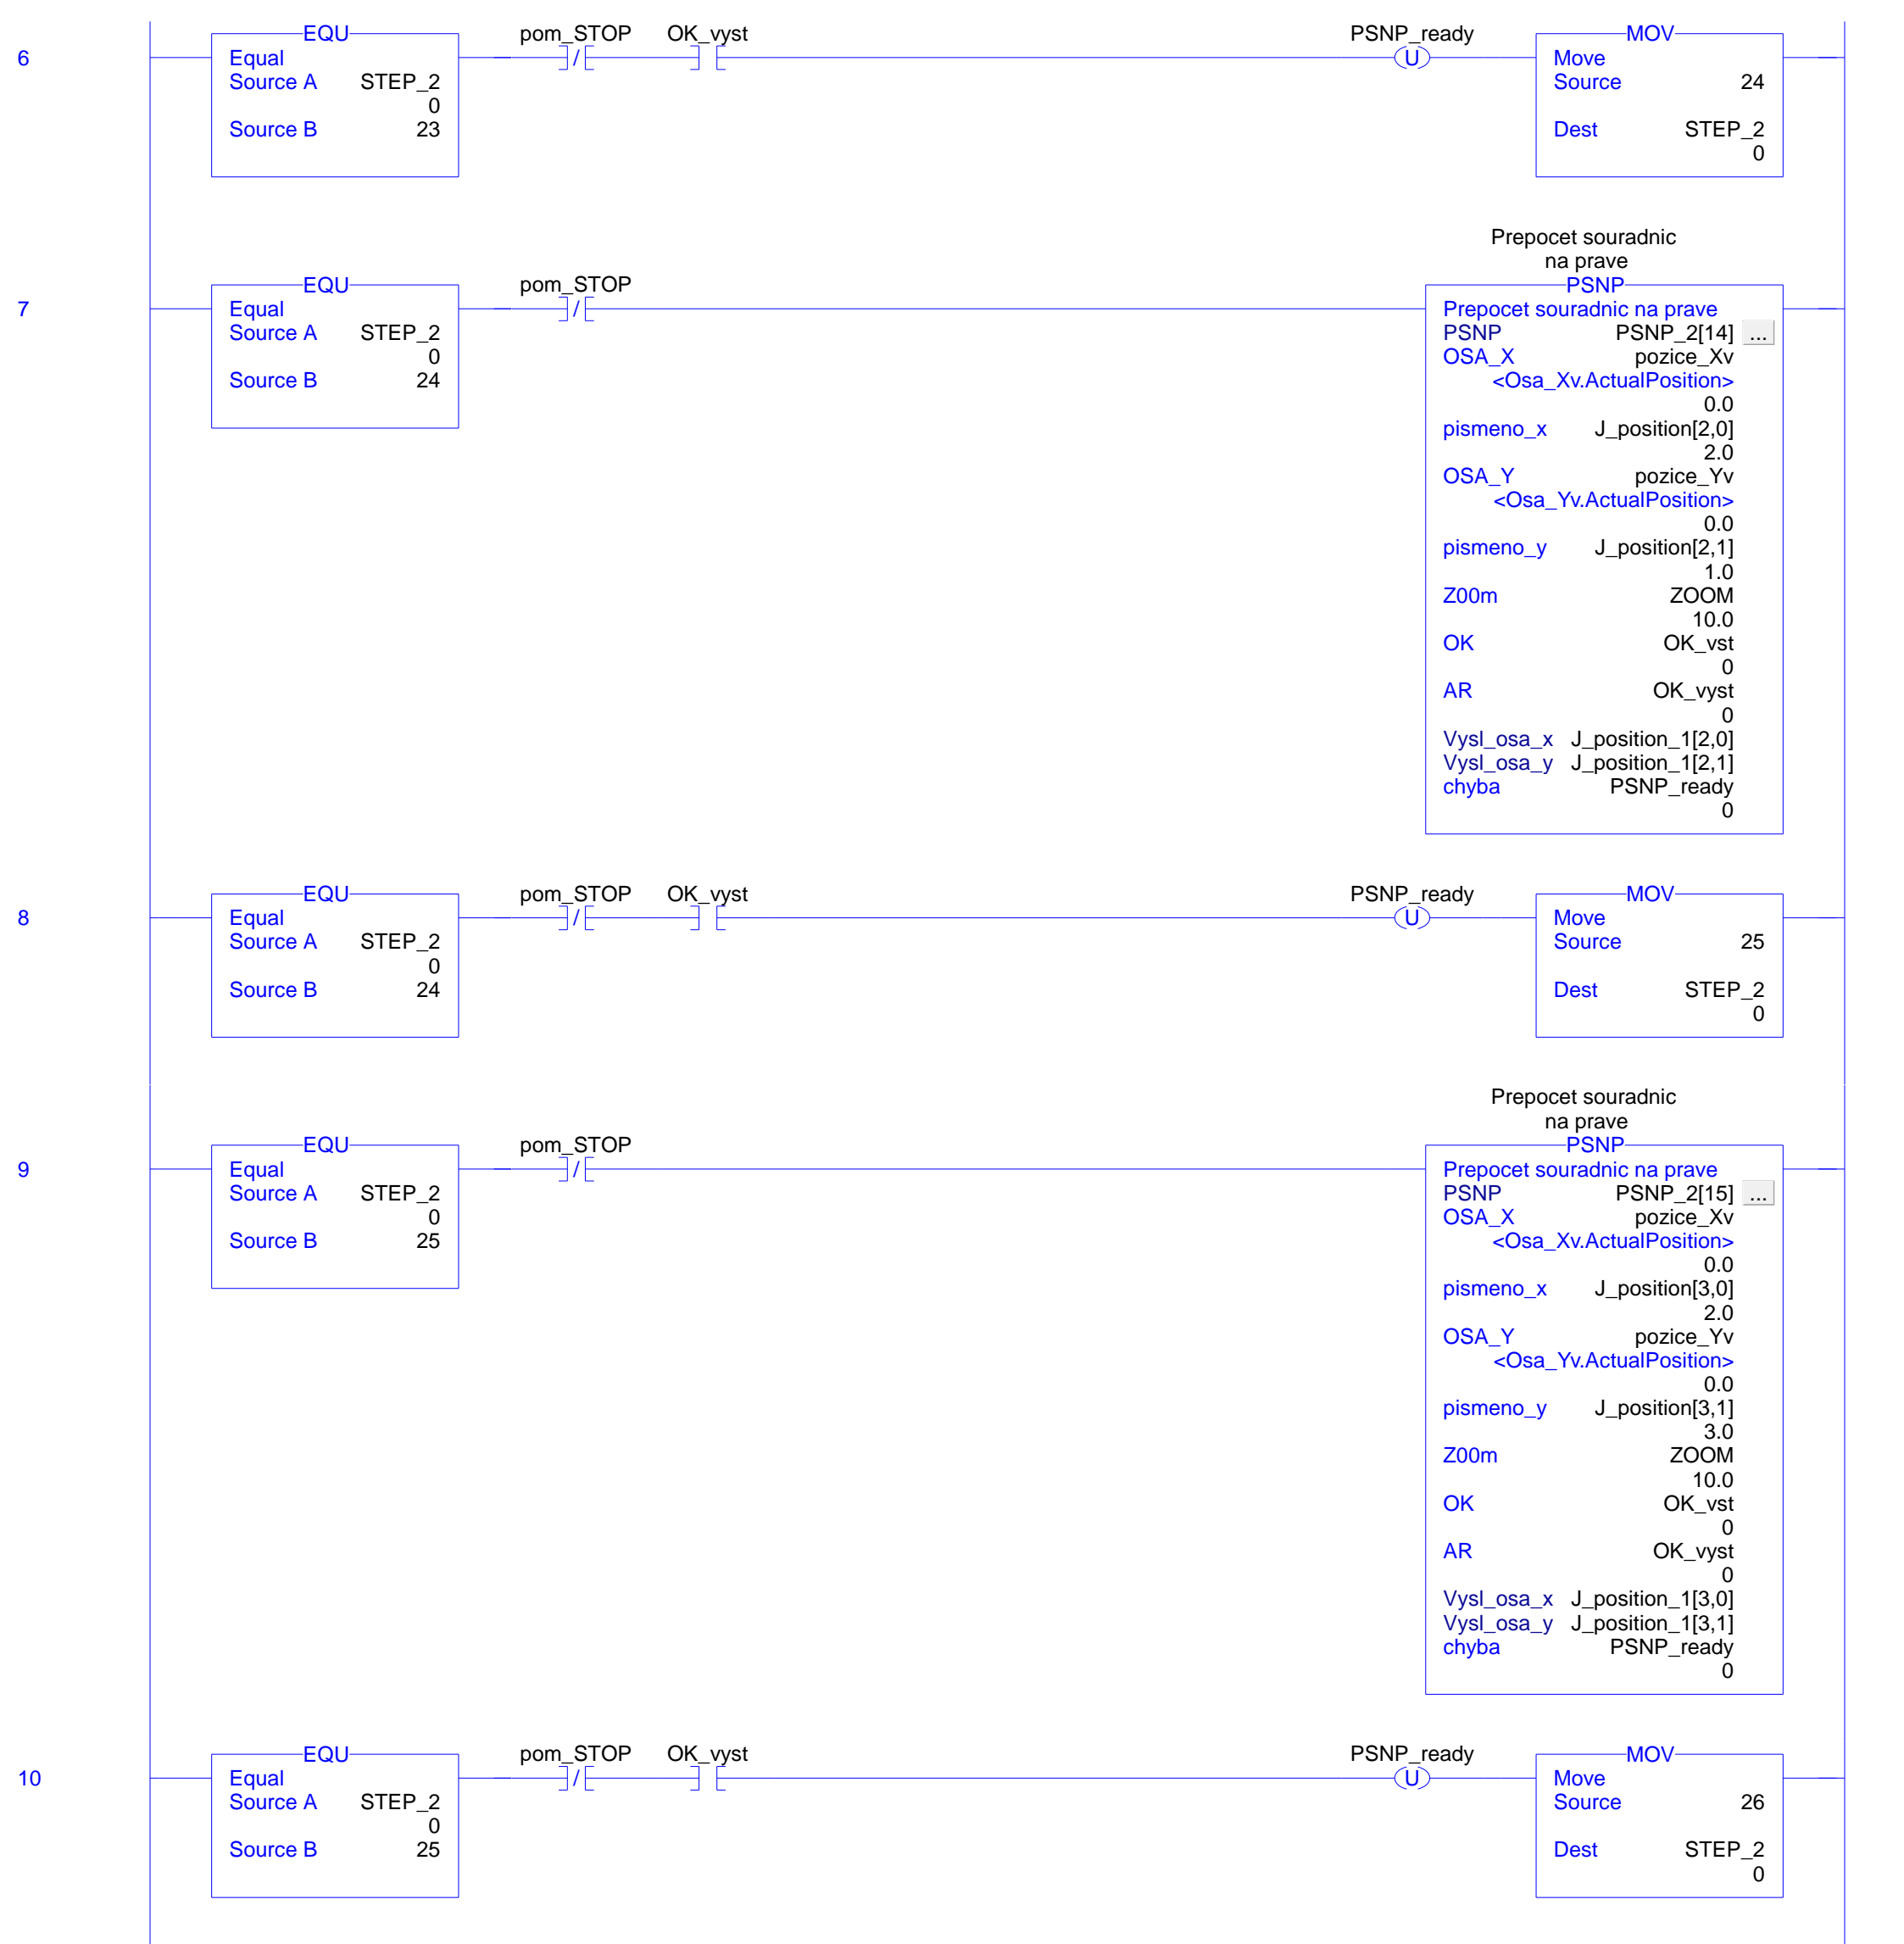 6
EQU
Equal
Source A STEP_2
0
Source B 23
pom_STOP OK_vyst
/
PSNP_ready
U
MOV
Move
Source 24
Dest STEP_2
0
Prepocet souradnic
na prave
7
EQU
Equal
Source A STEP_2
0
Source B 24
pom_STOP
/
PSNP
Prepocet souradnic na prave
PSNP PSNP_2[14] ...
OSA_X pozice_Xv
<Osa_Xv.ActualPosition>
0.0
pismeno_x J_position[2,0]
2.0
OSA_Y pozice_Yv
<Osa_Yv.ActualPosition>
0.0
pismeno_y J_position[2,1]
1.0
Z00m ZOOM
10.0
OK OK_vst
0
AR OK_vyst
0
Vysl_osa_x J_position_1[2,0]
Vysl_osa_y J_position_1[2,1]
chyba PSNP_ready
0
8
EQU
Equal
Source A STEP_2
0
Source B 24
pom_STOP OK_vyst
/
PSNP_ready
U
MOV
Move
Source 25
Dest STEP_2
0
Prepocet souradnic
na prave
9
EQU
Equal
Source A STEP_2
0
Source B 25
pom_STOP
/
PSNP
Prepocet souradnic na prave
PSNP PSNP_2[15] ...
OSA_X pozice_Xv
<Osa_Xv.ActualPosition>
0.0
pismeno_x J_position[3,0]
2.0
OSA_Y pozice_Yv
<Osa_Yv.ActualPosition>
0.0
pismeno_y J_position[3,1]
3.0
Z00m ZOOM
10.0
OK OK_vst
0
AR OK_vyst
0
Vysl_osa_x J_position_1[3,0]
Vysl_osa_y J_position_1[3,1]
chyba PSNP_ready
0
10
EQU
Equal
Source A STEP_2
0
Source B 25
pom_STOP OK_vyst
/
PSNP_ready
U
MOV
Move
Source 26
Dest STEP_2
0